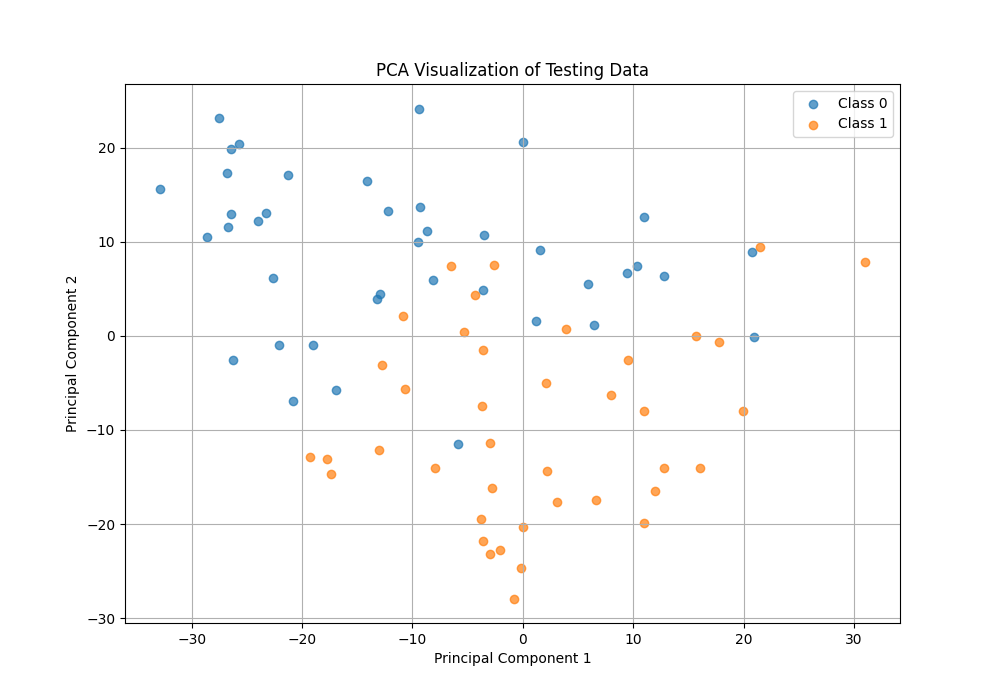 PCA Visualization of Testing Data
Class 0
Class 1
Principal Component 2
20
10
0
−10
−20
−30
−30
−20
−10
0
10
20
30
Principal Component 1